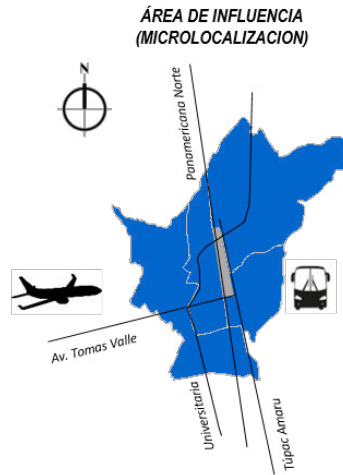 ÁREA DE INFLUENCIA
(MICROLOCALIZACION)
N
Panamericana Norte
Av. Tomas Valle
Universitaria
Túpac Amaru